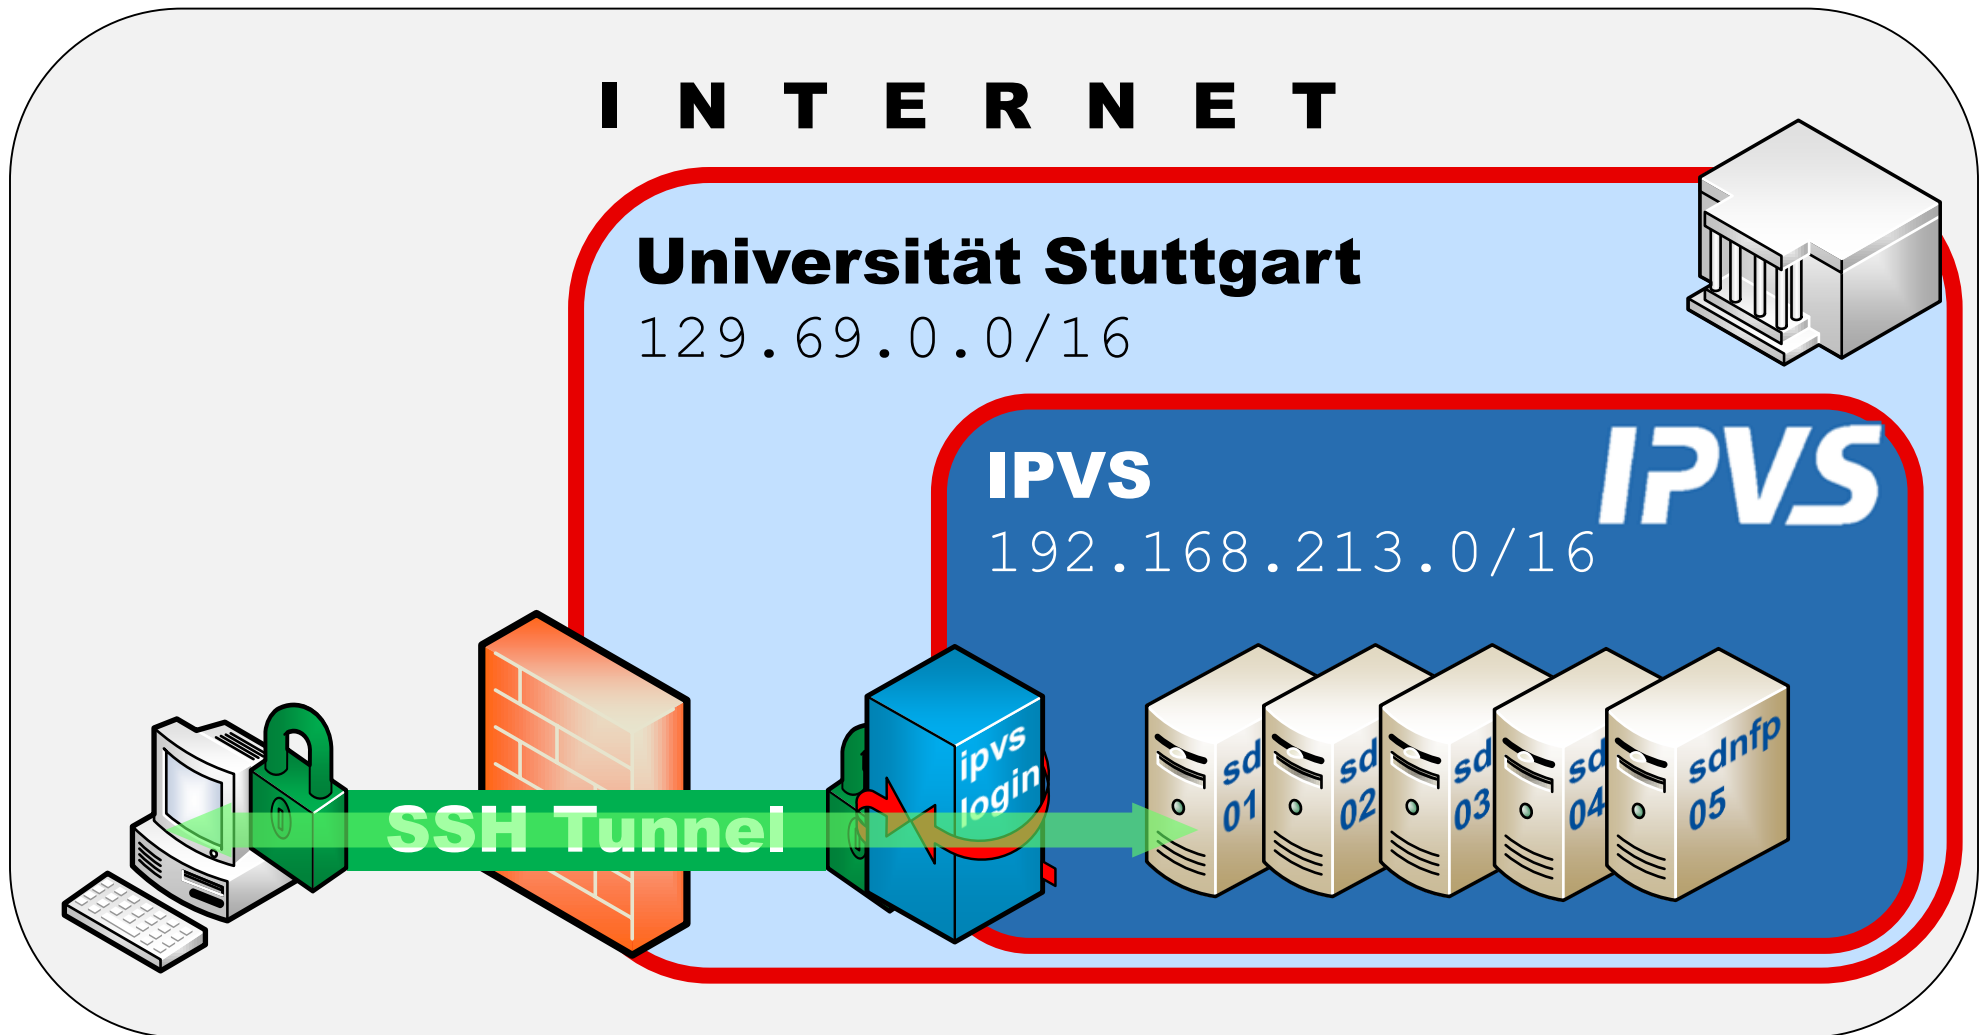 I N T E R N E T
Universität Stuttgart
129.69.0.0/16
IPVS
IPVS
192.168.213.0/16
ipvs
login
SSH Tunnel
sd
01
sd
02
sd
03
sd
04
sdnfp
05